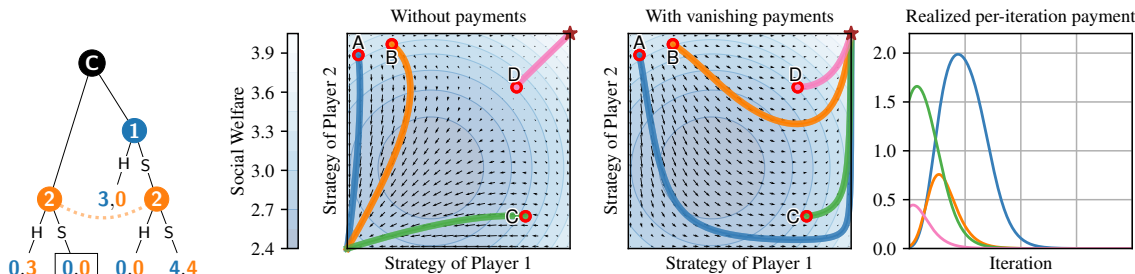 C
1
H
S
2
3,0
2
H
S
H
S
0,3
0,0
0,0
4,4
Social Welfare
3.9
3.6
3.3
3.0
2.7
2.4
Without payments
Strategy of Player 2
A
B
D
C
Strategy of Player 1
With vanishing payments
Strategy of Player 2
A
B
D
C
Strategy of Player 1
Realized per-iteration payment
2.0
1.5
1.0
0.5
0.0
Iteration